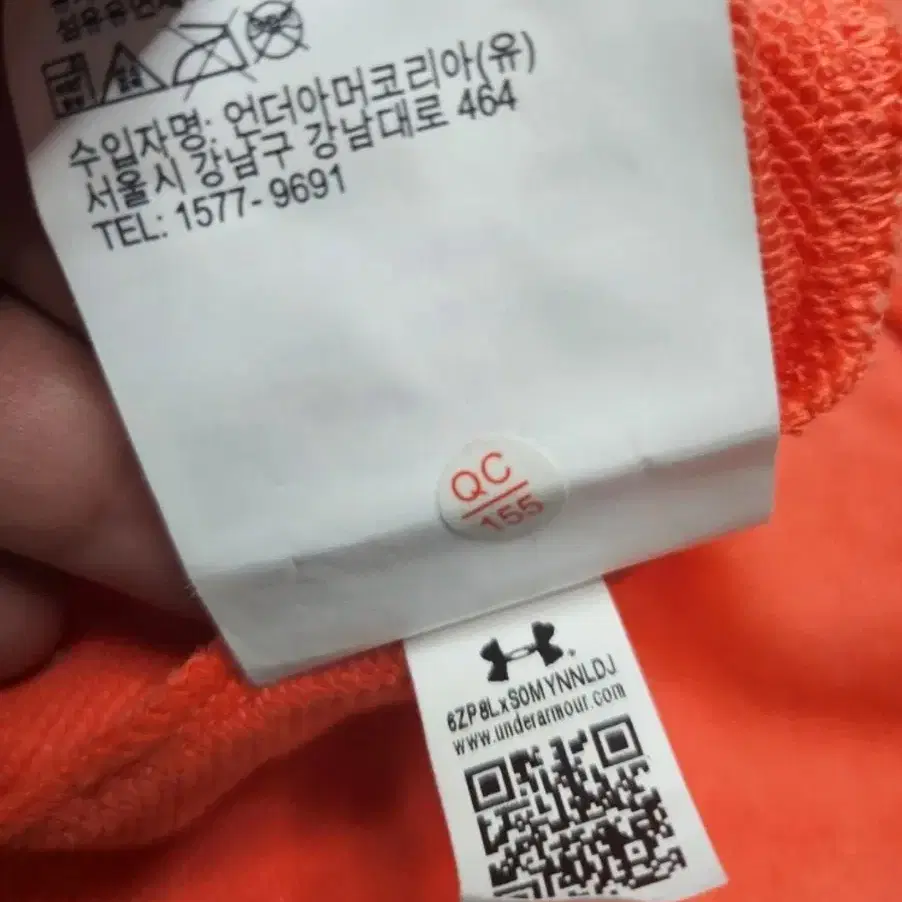 수입자명: 언더아머코리아(유)
서울시 강남구 강남대로 464
TEL: 1577-9691
QC
155
6ZP8LxS0MYNNLDJ
www.underarmour.com